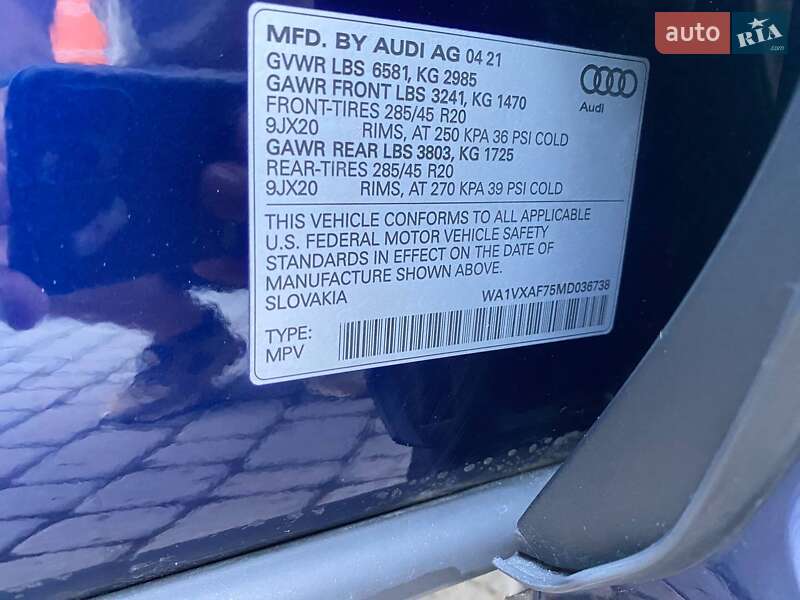 auto RIA
.com
MFD. BY AUDI AG 04 21
GVWR LBS 6581, KG 2985
GAWR FRONT LBS 3241, KG 1470
FRONT-TIRES 285/45 R20
9JX20 RIMS, AT 250 KPA 36 PSI COLD
GAWR REAR LBS 3803, KG 1725
REAR-TIRES 285/45 R20
9JX20 RIMS, AT 270 KPA 39 PSI COLD
Audi
THIS VEHICLE CONFORMS TO ALL APPLICABLE
U.S. FEDERAL MOTOR VEHICLE SAFETY
STANDARDS IN EFFECT ON THE DATE OF
MANUFACTURE SHOWN ABOVE.
SLOVAKIA WA1VXAF75MD036738
TYPE:
MPV